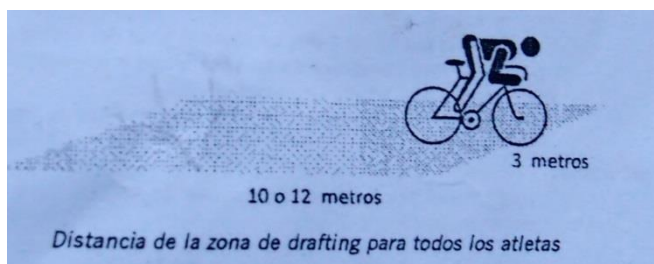 3 metros
10 o 12 metros
Distancia de la zona de drafting para todos los atletas